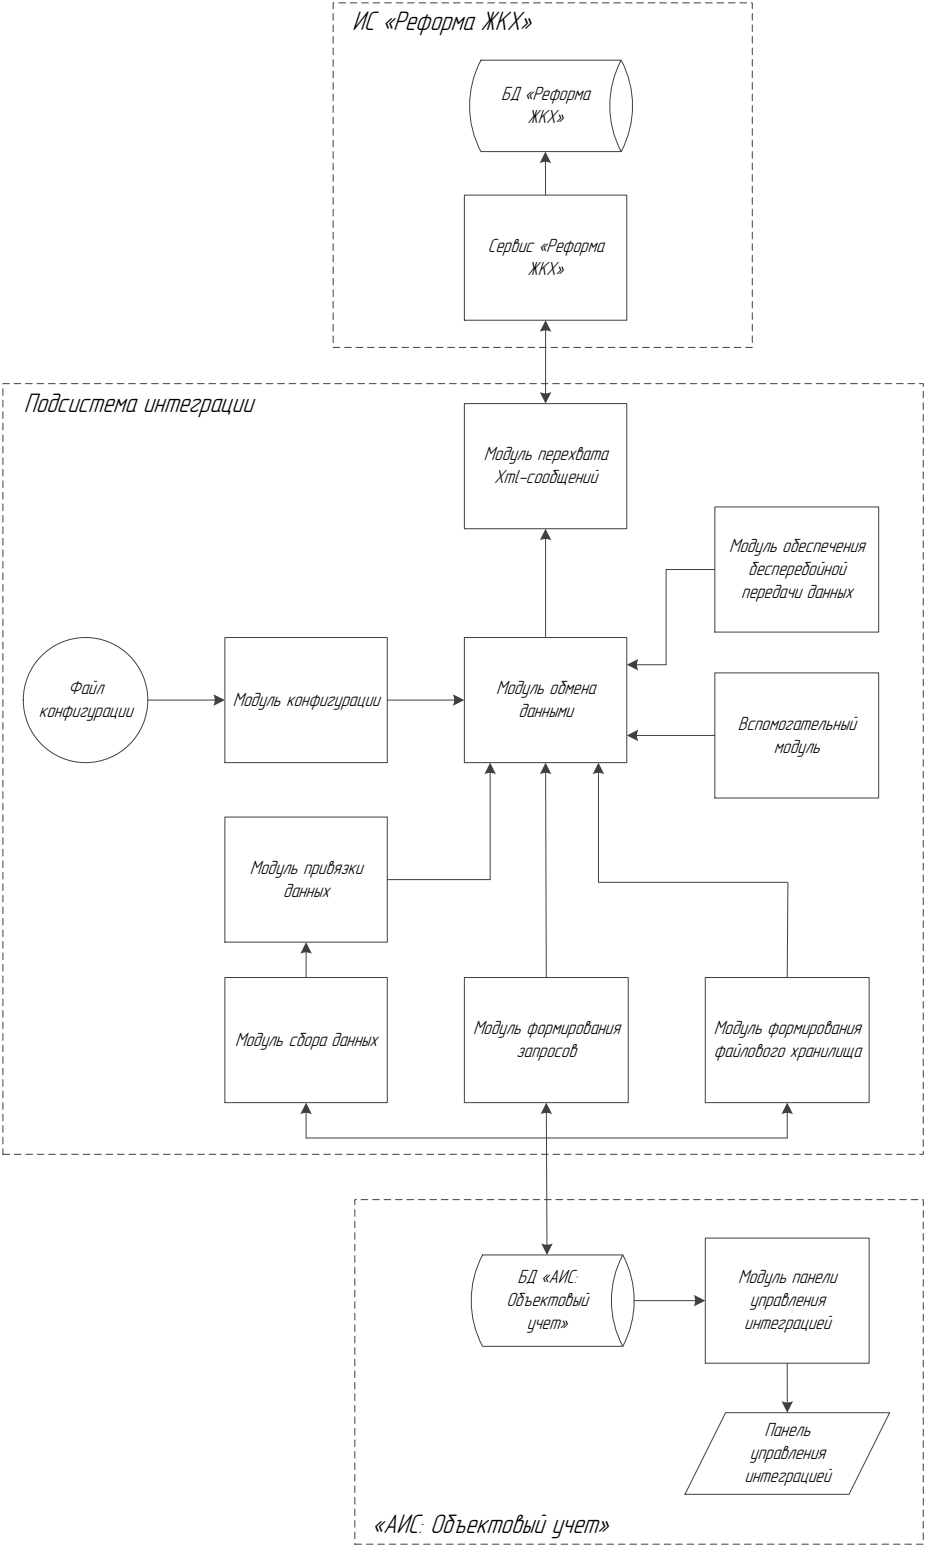 ИС «Реформа ЖКХ»
БД «Реформа
ЖКХ»
Сервис «Реформа
ЖКХ»
Подсистема интеграции
Модуль перехвата
Xml-сообщений
Модуль обеспечения
бесперебойной
передачи данных
Файл
конфигурации
Модуль конфигурации
Модуль обмена
данными
Вспомогательный
модуль
Модуль привязки
данных
Модуль сбора данных
Модуль формирования
запросов
Модуль формирования
файлового хранилища
БД «АИС:
Объектовый
учет»
Модуль панели
управления
интеграцией
Панель
управления
интеграцией
«АИС: Объектовый учет»